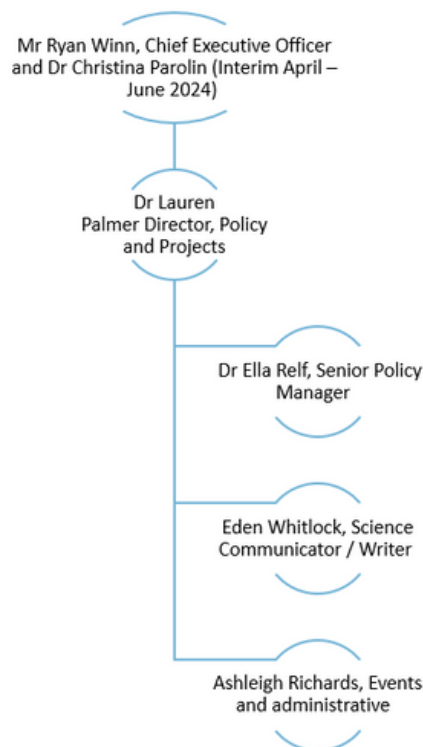 Mr Ryan Winn, Chief Executive Officer
and Dr Christina Parolin (Interim April –
June 2024)
Dr Lauren
Palmer Director, Policy
and Projects
Dr Ella Relf, Senior Policy
Manager
Eden Whitlock, Science
Communicator / Writer
Ashleigh Richards, Events
and administrative